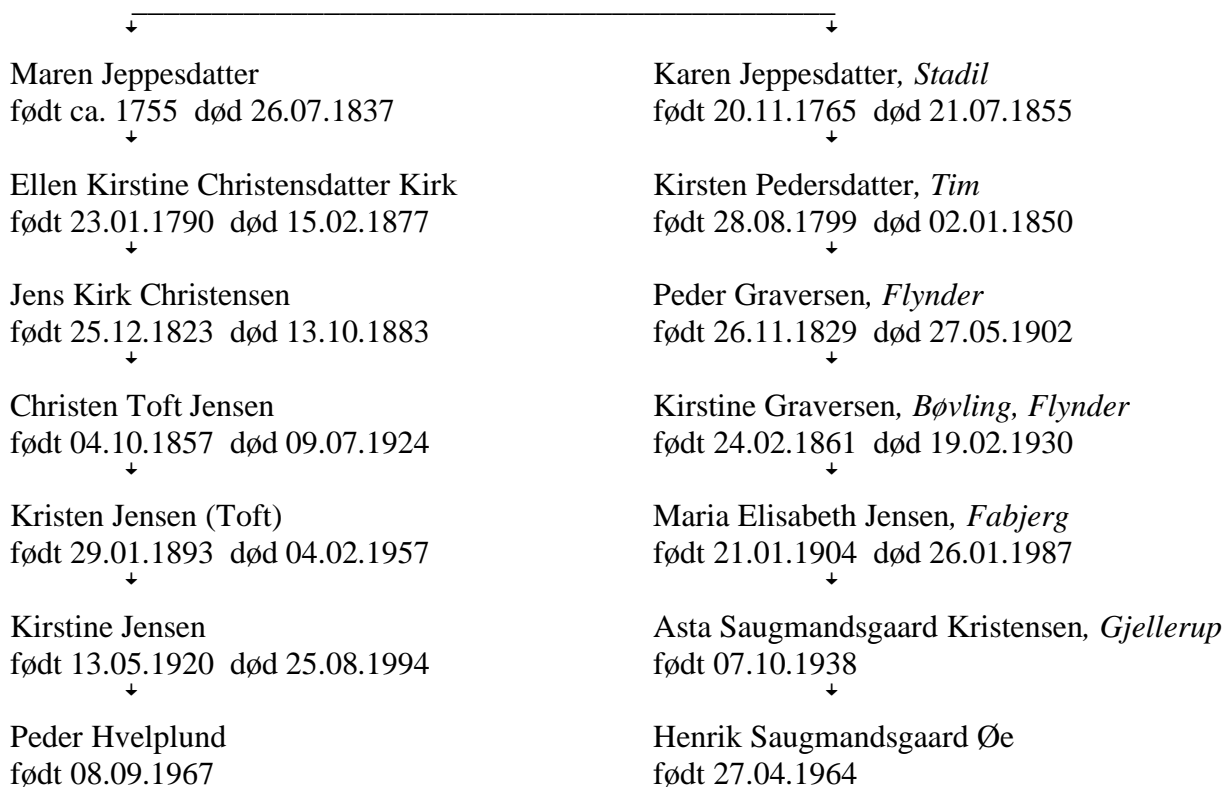 Maren Jeppesdatter
født ca. 1755 død 26.07.1837
Ellen Kirstine Christensdatter Kirk
født 23.01.1790 død 15.02.1877
Jens Kirk Christensen
født 25.12.1823 død 13.10.1883
Christen Toft Jensen
født 04.10.1857 død 09.07.1924
Kristen Jensen (Toft)
født 29.01.1893 død 04.02.1957
Kirstine Jensen
født 13.05.1920 død 25.08.1994
Peder Hvelplund
født 08.09.1967
Karen Jeppesdatter, Stadil
født 20.11.1765 død 21.07.1855
Kirsten Pedersdatter, Tim
født 28.08.1799 død 02.01.1850
Peder Graversen, Flynder
født 26.11.1829 død 27.05.1902
Kirstine Graversen, Bøvling, Flynder
født 24.02.1861 død 19.02.1930
Maria Elisabeth Jensen, Fabjerg
født 21.01.1904 død 26.01.1987
Asta Saugmandsgaard Kristensen, Gjellerup
født 07.10.1938
Henrik Saugmandsgaard Øe
født 27.04.1964